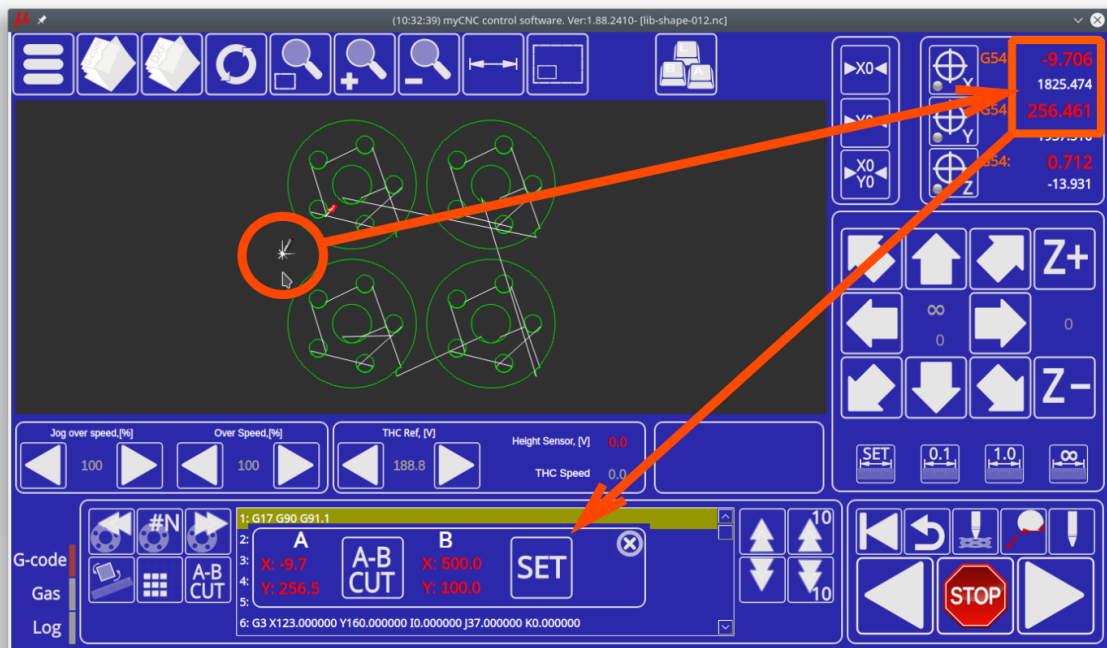 (10:32:39) myCNC control software. Ver:1.88.2410- [lib-shape-012.nc]
L
B A
X0
X0
Y0
X
Y
Z
G54:
-9.706
1825.474
G54
256.461
G54:
0.712
-13.931
Z+
∞
0
0
Z−
SET
0.1
1.0
∞
Jog over speed,[%]
100
Over Speed,[%]
100
THC Ref, [V]
188.8
Height Sensor, [V]
0.0
THC Speed
0.0
G-code
Gas
Log
#N
A-B
CUT
1: G17 G90 G91.1
2:
3:
4:
5:
A
X: -9.7
Y: 256.5
A-B
CUT
B
X: 500.0
Y: 100.0
SET
6: G3 X123.000000 Y160.000000 I0.000000 J37.000000 K0.000000
10
10
STOP